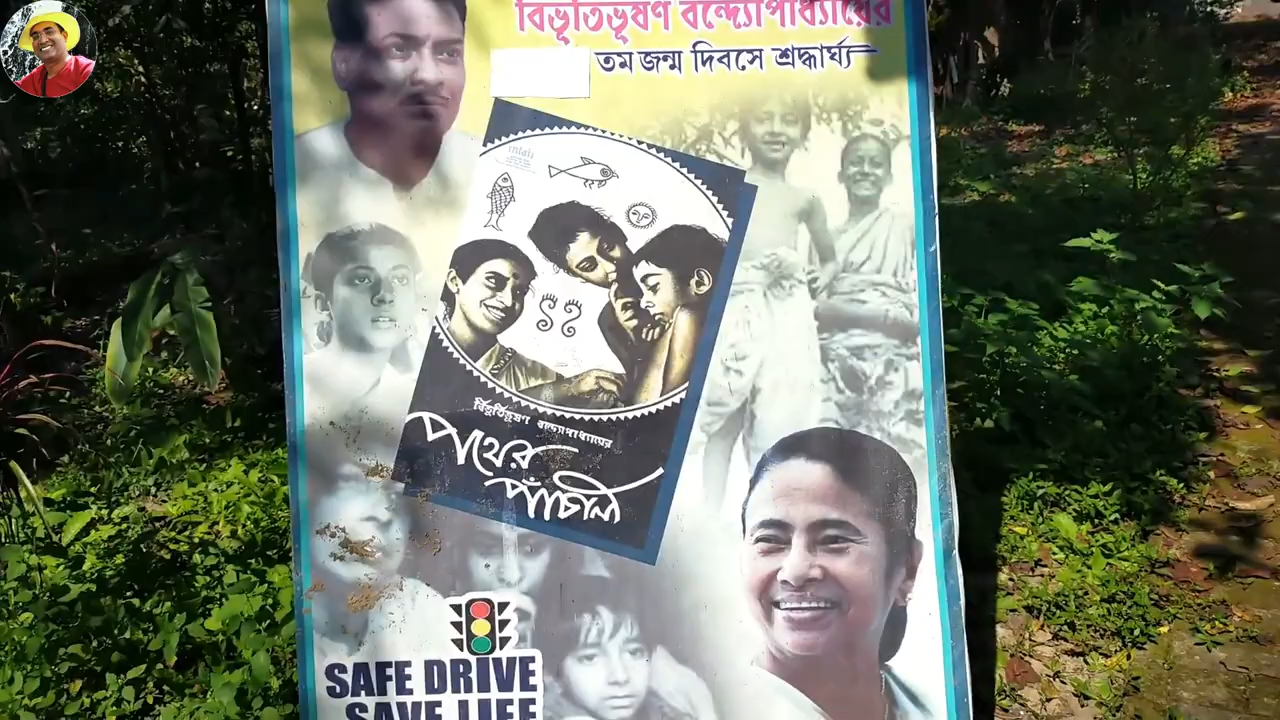 বিভূতিভূষণ বন্দ্যোপাধ্যায়ের
তম জন্ম দিবসে শ্রদ্ধার্ঘ্য
বিভূতিভূষণ বন্দ্যোপাধ্যায়ের
পথের
পাঁচালী
SAFE DRIVE
SAVE LIFE